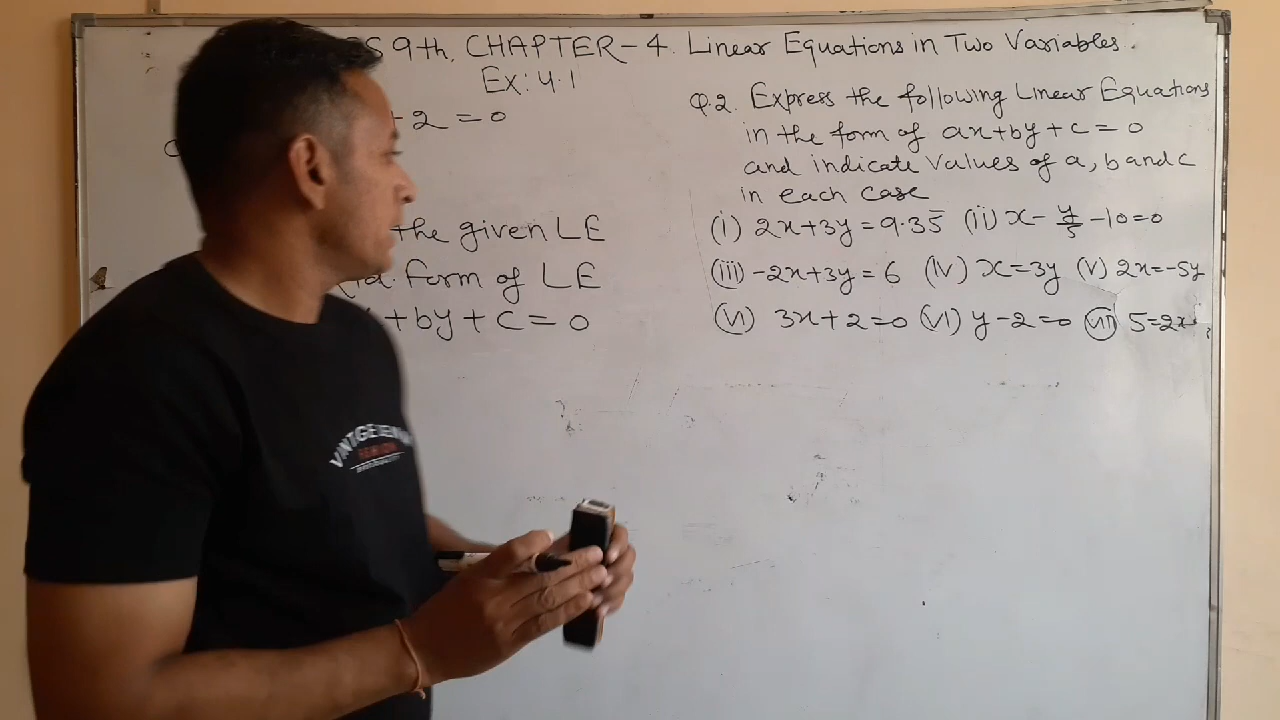 9th, CHAPTER-4. Linear Equations in Two Variables.
Ex: 4.1
- 2 = 0
the given LE
form of LE
+ by + c = 0
Q.2. Express the following Linear Equations
in the form of ax+by+c=0
and indicate values of a, b and c
in each case
(i) 2x+3y=9.35 (ii) x - y/5 - 10=0
(iii) -2x+3y = 6 (iv) x=3y (v) 2x=-5y
(vi) 3x+2=0 (vi) y-2=0 (vii) 5=2x
VINTAGE